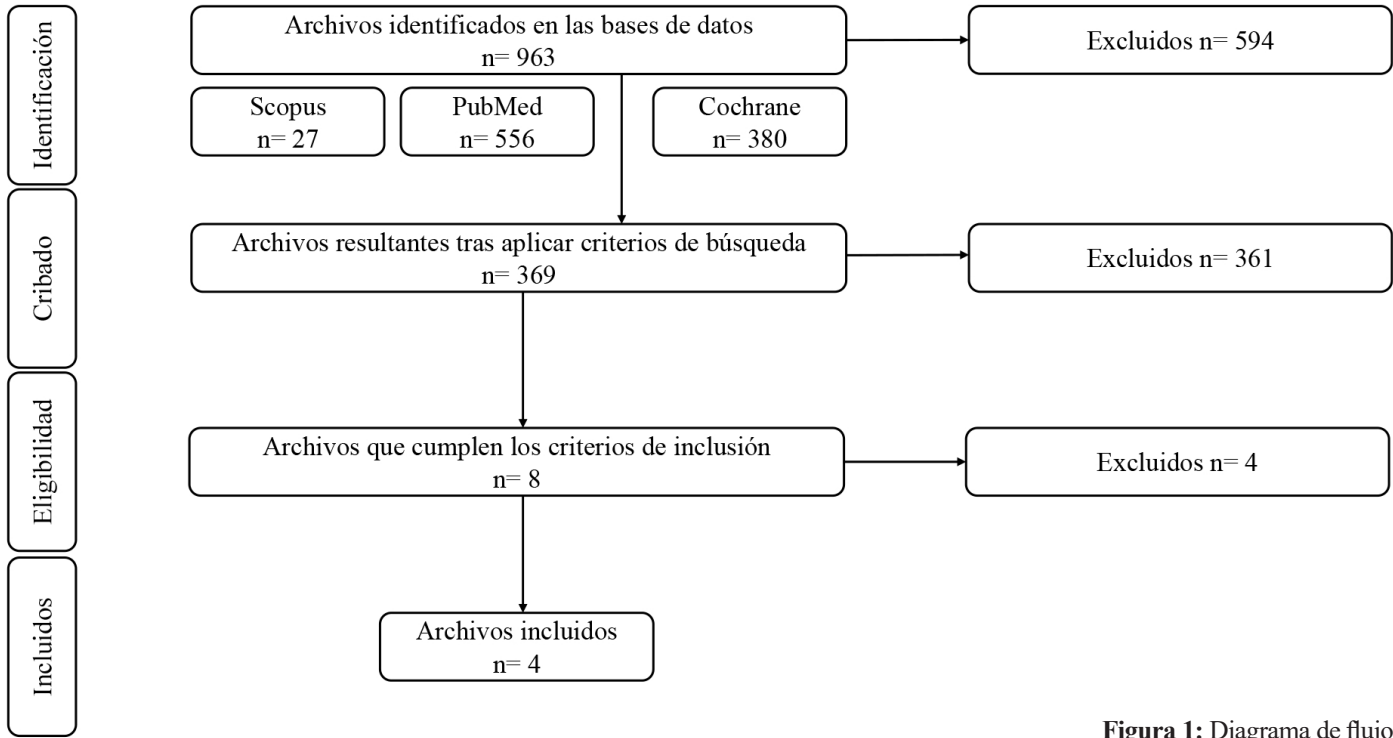 Identificación
Archivos identificados en las bases de datos
n= 963
Excluidos n= 594
Scopus
n= 27
PubMed
n= 556
Cochrane
n= 380
Cribado
Archivos resultantes tras aplicar criterios de búsqueda
n= 369
Excluidos n= 361
Eligibilidad
Archivos que cumplen los criterios de inclusión
n= 8
Excluidos n= 4
Incluidos
Archivos incluidos
n= 4
Figura 1: Diagrama de flujo